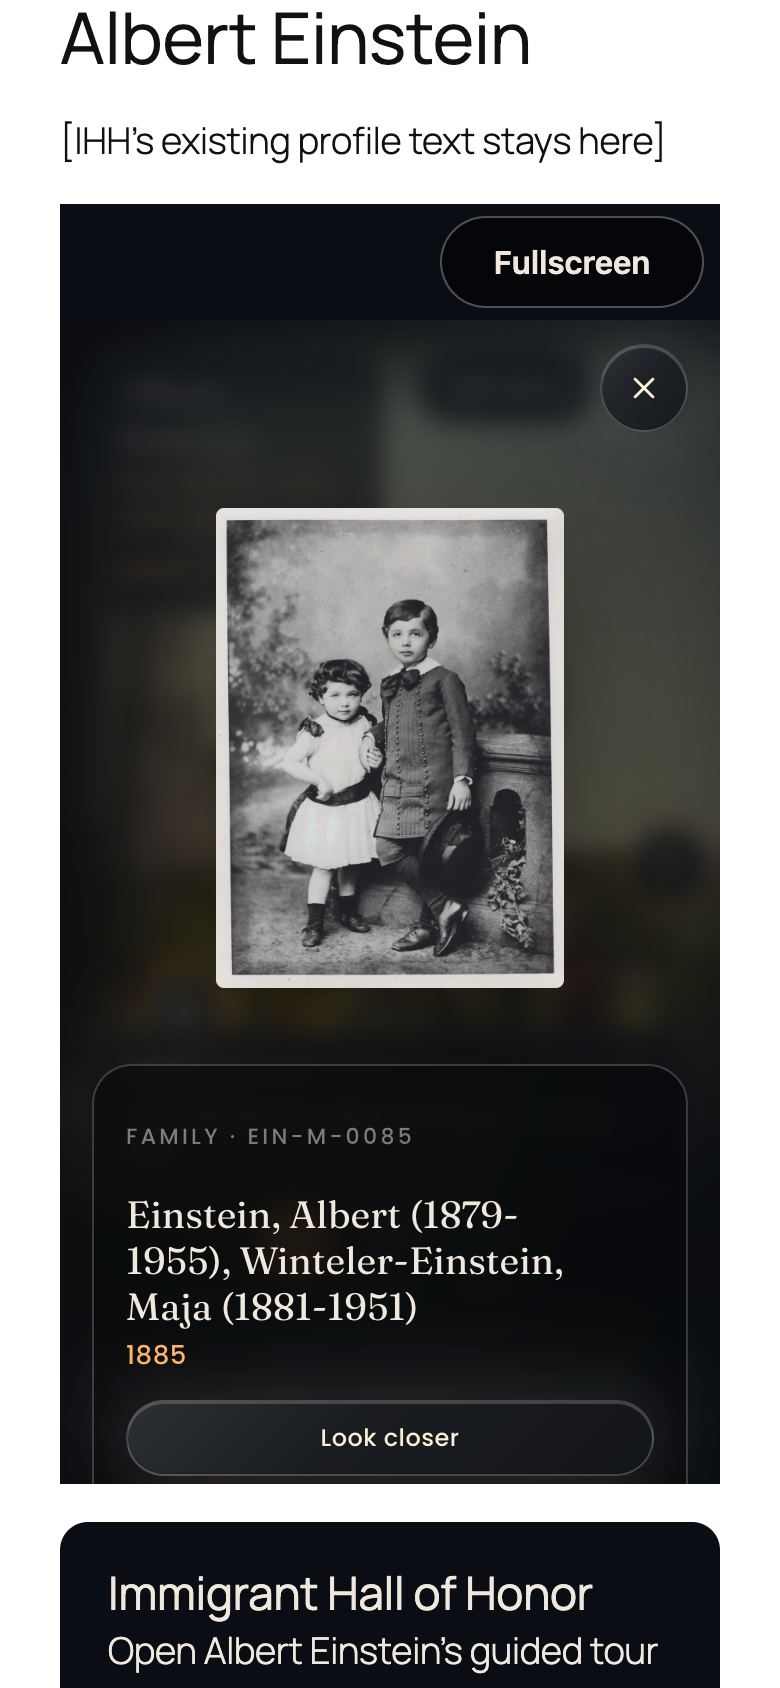 Albert Einstein
[IHH's existing profile text stays here]
Fullscreen
FAMILY · EIN-M-0085
Einstein, Albert (1879-
1955), Winteler-Einstein,
Maja (1881-1951)
1885
Look closer
Immigrant Hall of Honor
Open Albert Einstein's guided tour